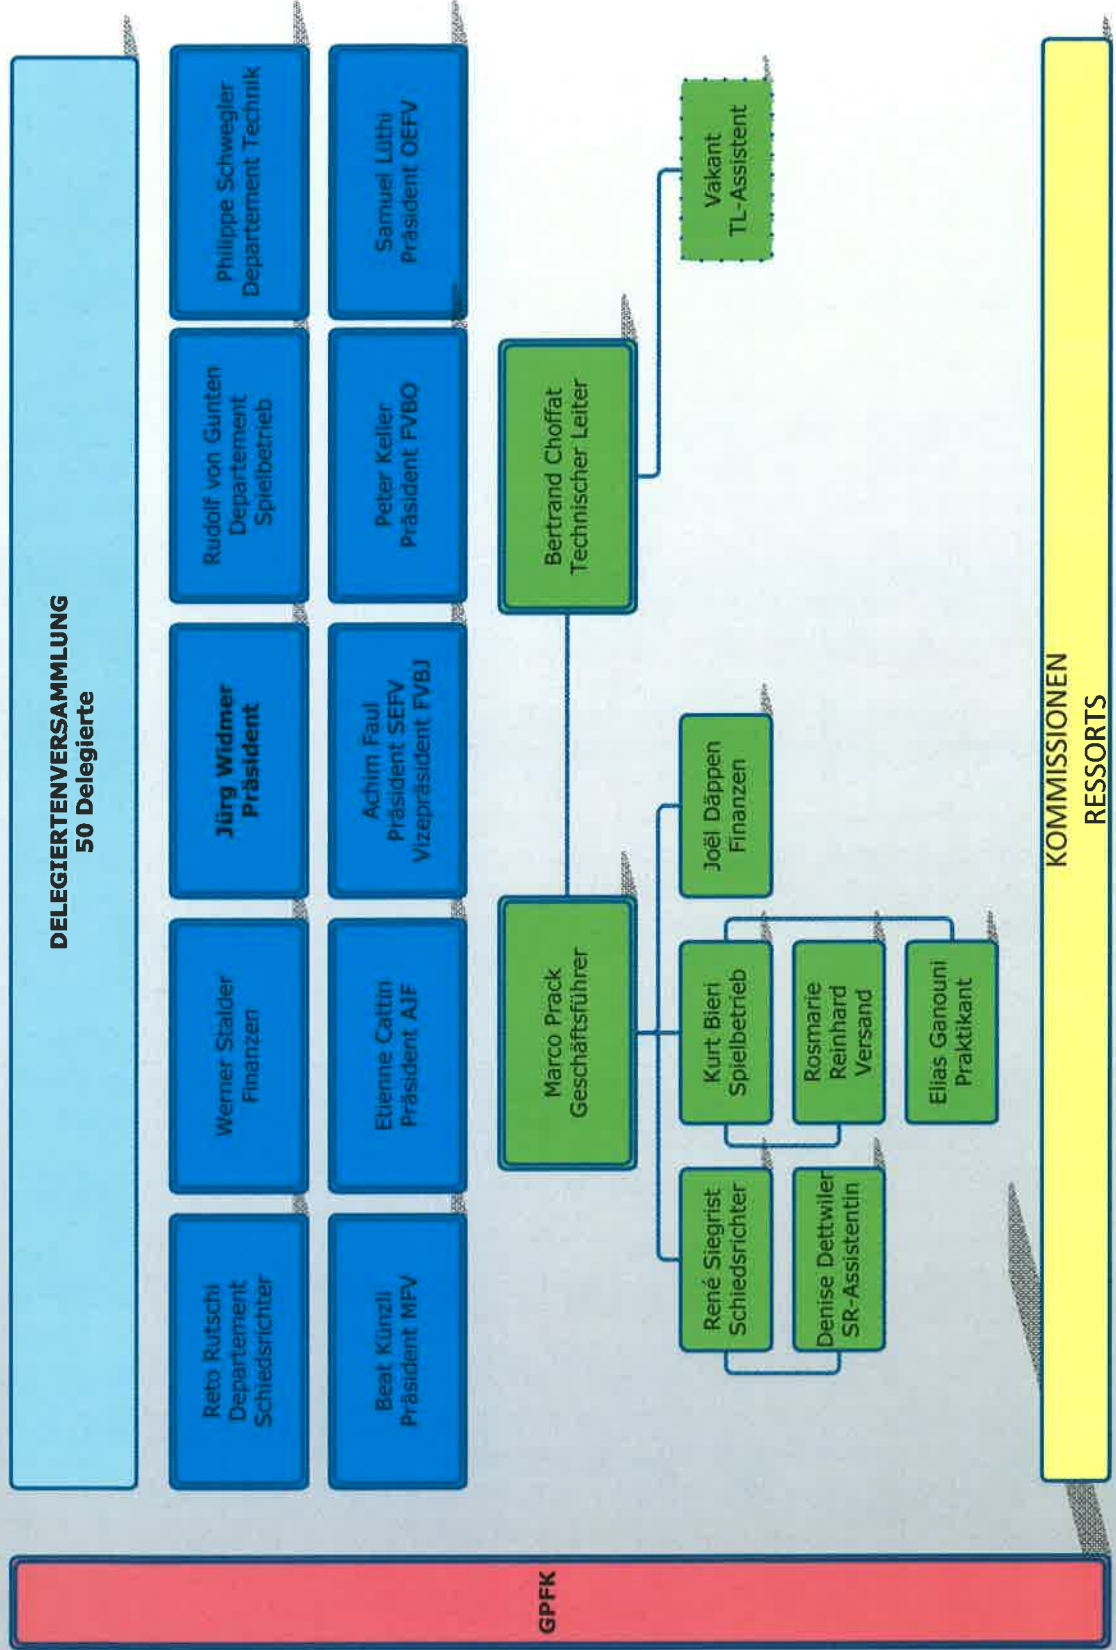 DELEGIERTENVERSAMMLUNG
50 Delegierte
Reto Rutschi
Departement
Schiedsrichter
Werner Stalder
Finanzen
Jürg Widmer
Präsident
Rudolf von Gunten
Departement
Spielbetrieb
Philippe Schwegler
Departement Technik
Beat Künzli
Präsident MFV
Etienne Cattin
Präsident AJF
Achim Faul
Präsident SEFV
Vizepräsident FVBJ
Peter Keller
Präsident FVBO
Samuel Lüthi
Präsident OEFV
Marco Prack
Geschäftsführer
Bertrand Choffat
Technischer Leiter
René Siegrist
Schiedsrichter
Kurt Bieri
Spielbetrieb
Joël Däppen
Finanzen
Vakant
TL-Assistent
Denise Dettwiler
SR-Assistentin
Rosmarie
Reinhard
Versand
Elias Ganouni
Praktikant
KOMMISSIONEN
RESSORTS
GPFK